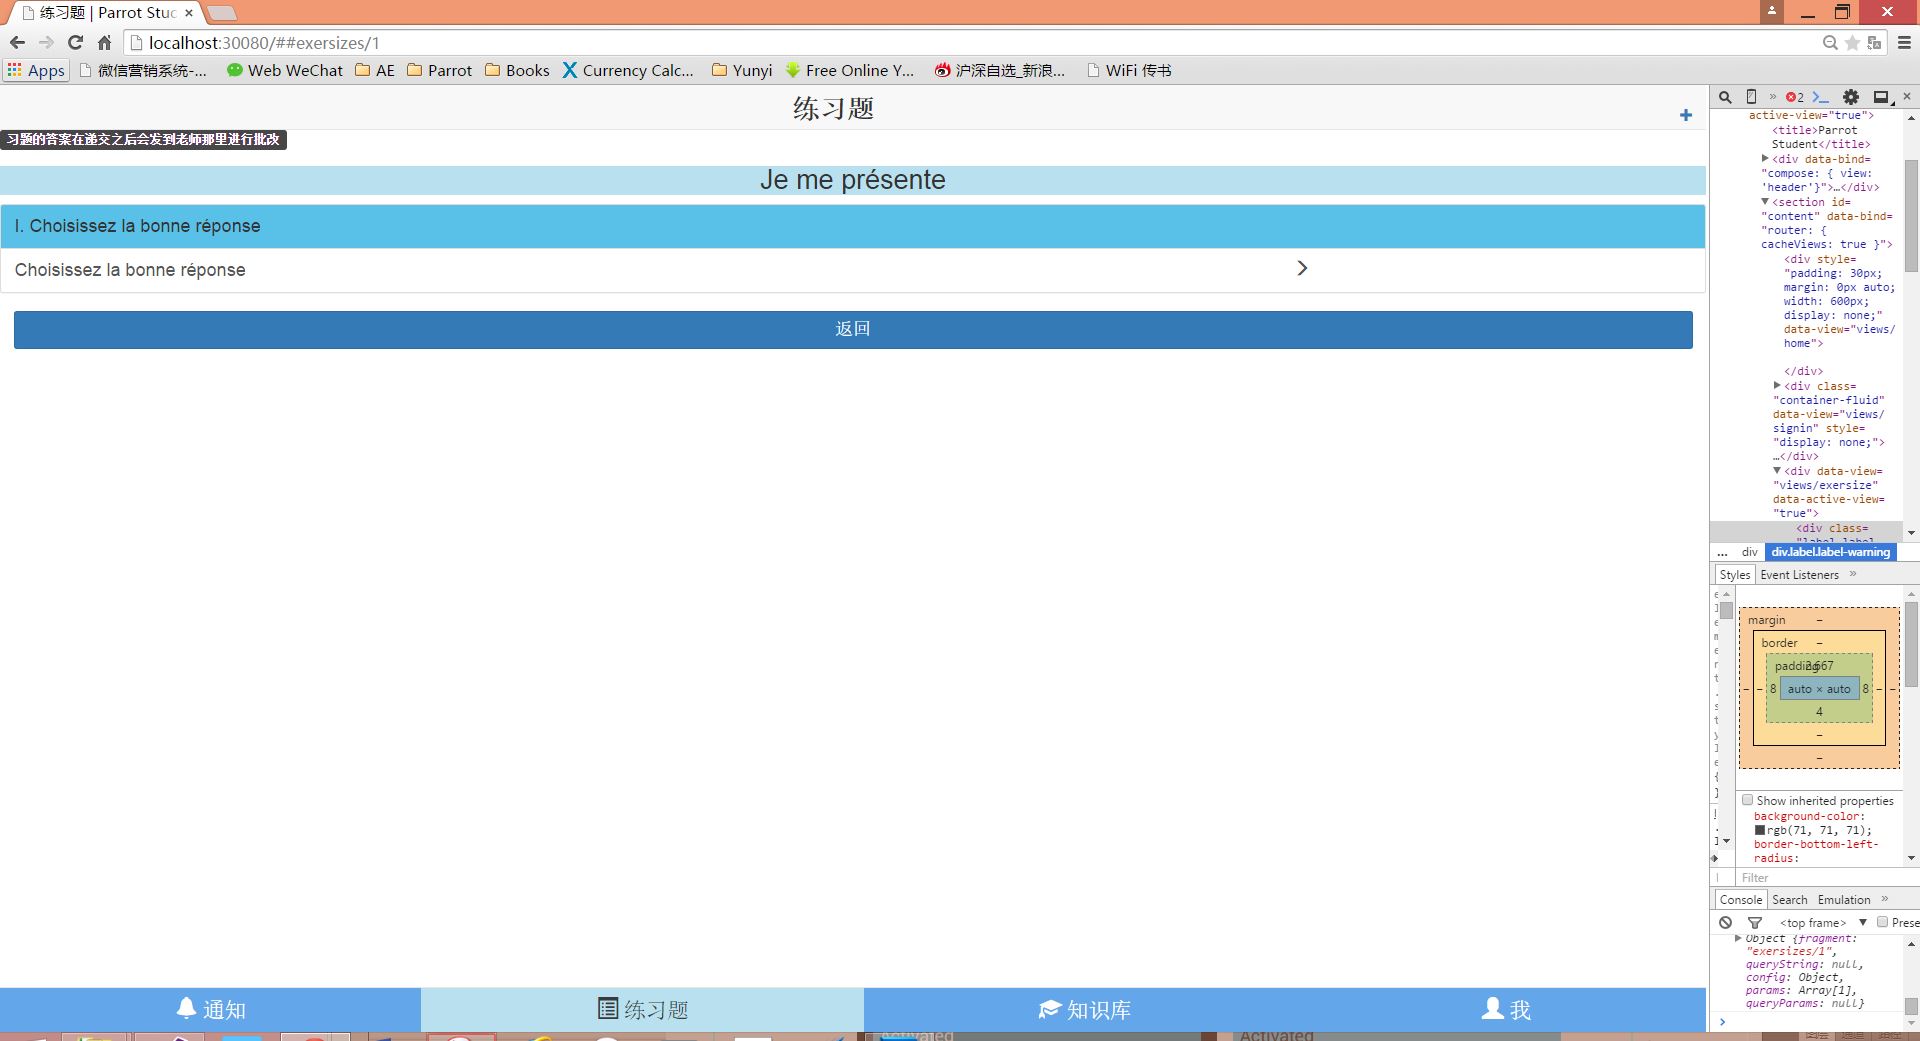 练习题 | Parrot Stud
localhost:30080/##exersizes/1
Apps 微信营销系统-... Web WeChat AE Parrot Books Currency Calc... Yunyi Free Online Y... 沪深自选_新浪... WiFi 传书
练习题
习题的答案在递交之后会发到老师那里进行批改
Je me présente
I. Choisissez la bonne réponse
Choisissez la bonne réponse
返回
通知 练习题 知识库 我
2
active-view="true">
<title>Parrot
Student</title>
<div data-bind=
"compose: { view:
'header'}">…</div>
<section id=
"content" data-bind=
"router: {
cacheViews: true }">
<div style=
"padding: 30px;
margin: 0px auto;
width: 600px;
display: none;"
data-view="views/
home">
</div>
<div class=
"container-fluid"
data-view="views/
signin" style=
"display: none;">
…</div>
<div data-view=
"views/exersize"
data-active-view=
"true">
<div class=
"label label-
... div div.label.label-warning
Styles Event Listeners »
margin –
border –
padding 2.667
– – 8 auto × auto 8 – –
4
–
–
Show inherited properties
background-color:
rgb(71, 71, 71);
border-bottom-left-
radius:
Filter
Console Search Emulation »
<top frame> ▼ Prese
Object {fragment:
"exersizes/1",
queryString: null,
config: Object,
params: Array[1],
queryParams: null}
Activated Activated